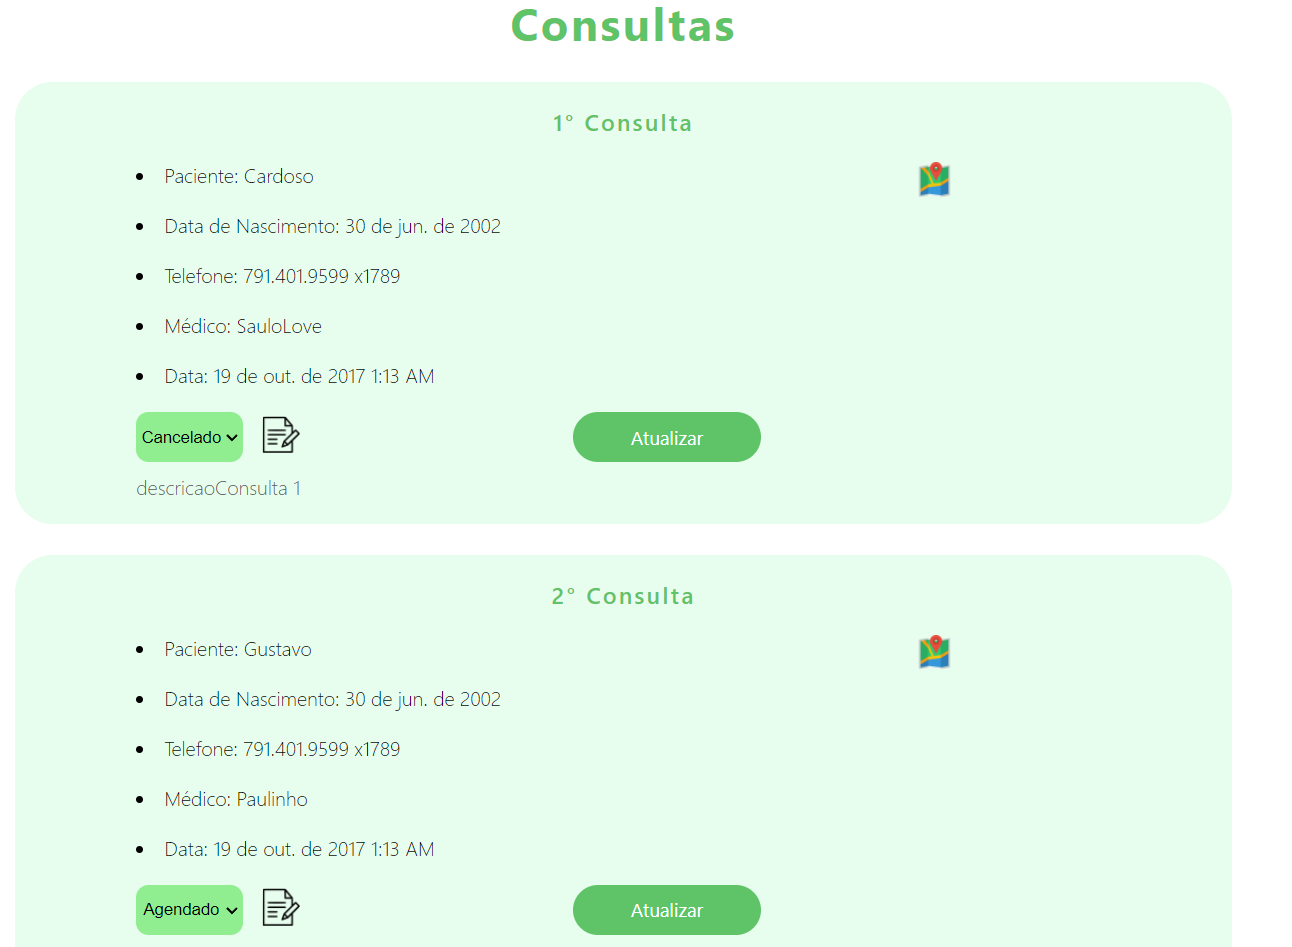 Consultas
1° Consulta
Paciente: Cardoso
Data de Nascimento: 30 de jun. de 2002
Telefone: 791.401.9599 x1789
Médico: SauloLove
Data: 19 de out. de 2017 1:13 AM
Cancelado
Atualizar
descricaoConsulta 1
2° Consulta
Paciente: Gustavo
Data de Nascimento: 30 de jun. de 2002
Telefone: 791.401.9599 x1789
Médico: Paulinho
Data: 19 de out. de 2017 1:13 AM
Agendado
Atualizar